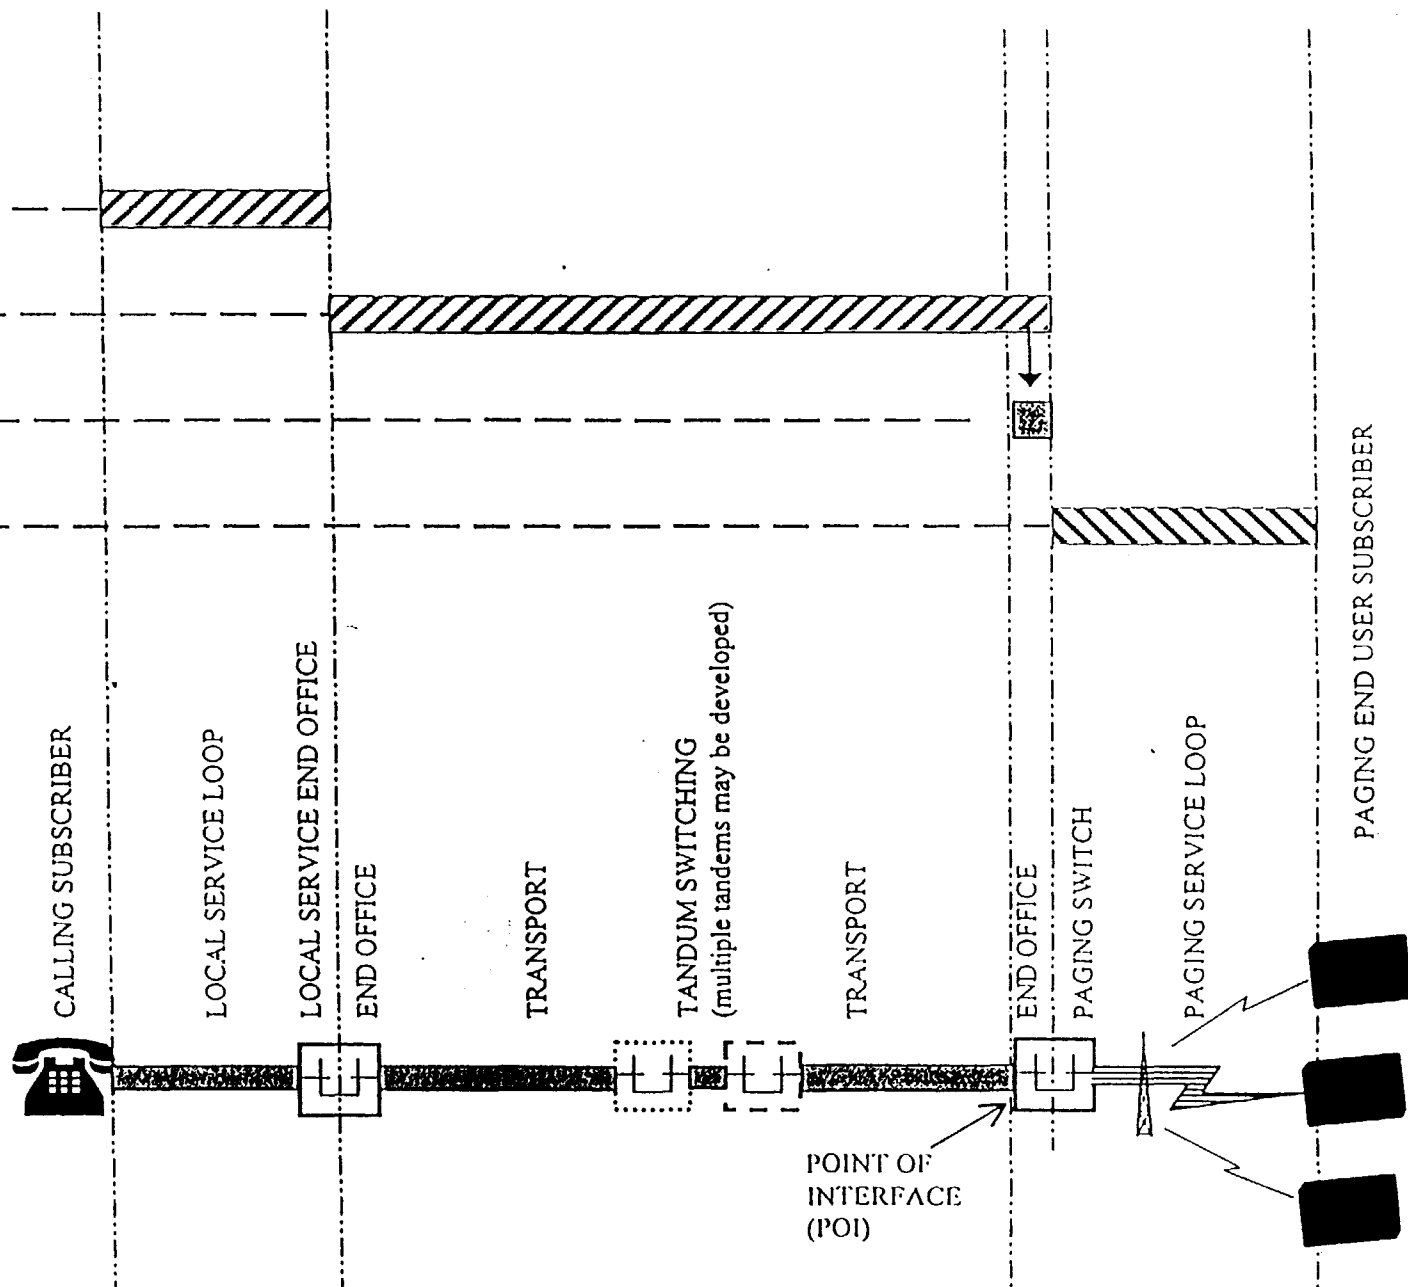 CALLING SUBSCRIBER
LOCAL SERVICE LOOP
LOCAL SERVICE END OFFICE
END OFFICE
TRANSPORT
TANDUM SWITCHING
(multiple tandems may be developed)
TRANSPORT
END OFFICE
PAGING SWITCH
PAGING SERVICE LOOP
PAGING END USER SUBSCRIBER
POINT OF
INTERFACE
(POI)